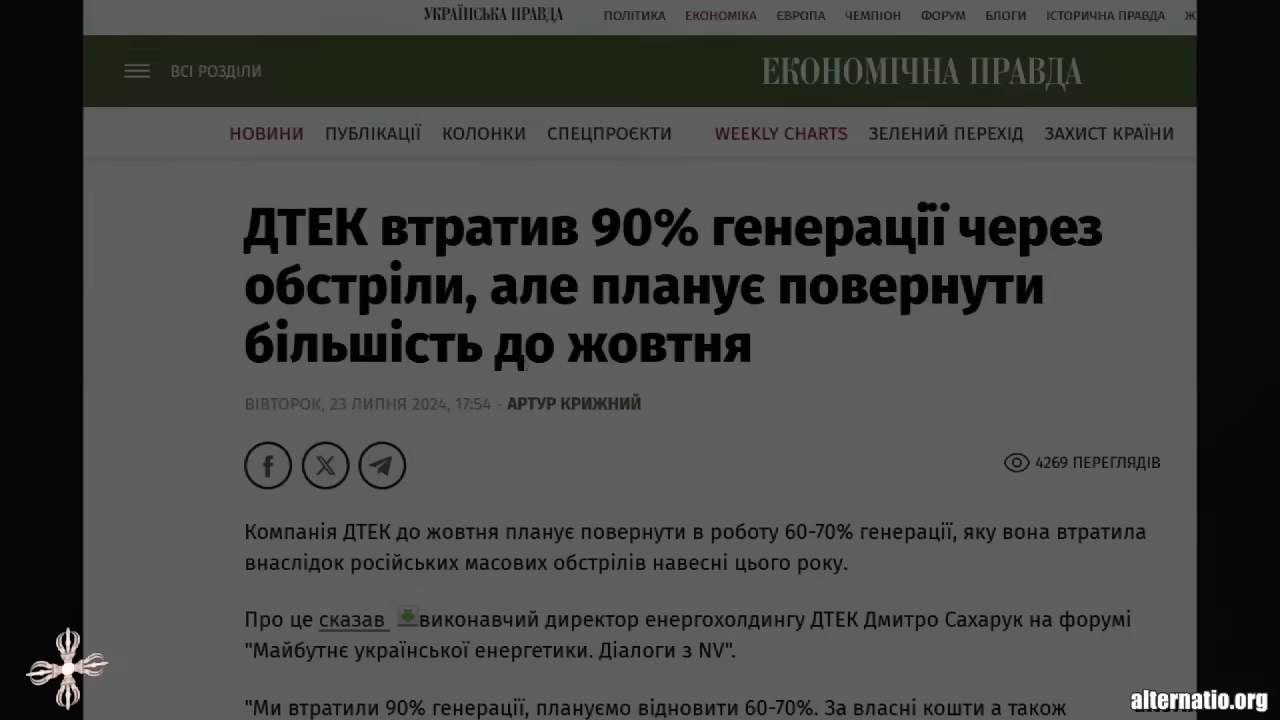 УКРАЇНСЬКА ПРАВДА ПОЛІТИКА ЕКОНОМІКА ЄВРОПА ЧЕМПІОН ФОРУМ БЛОГИ ІСТОРИЧНА ПРАВДА Ж
ВСІ РОЗДІЛИ ЕКОНОМІЧНА ПРАВДА
НОВИНИ ПУБЛІКАЦІЇ КОЛОНКИ СПЕЦПРОЄКТИ WEEKLY CHARTS ЗЕЛЕНИЙ ПЕРЕХІД ЗАХИСТ КРАЇНИ
ДТЕК втратив 90% генерації через
обстріли, але планує повернути
більшість до жовтня
ВІВТОРОК, 23 ЛИПНЯ 2024, 17:54 - АРТУР КРИЖНИЙ
4269 ПЕРЕГЛЯДІВ
Компанія ДТЕК до жовтня планує повернути в роботу 60-70% генерації, яку вона втратила
внаслідок російських масових обстрілів навесні цього року.
Про це сказав виконавчий директор енергохолдингу ДТЕК Дмитро Сахарук на форумі
"Майбутнє української енергетики. Діалоги з NV".
"Ми втратили 90% генерації, плануємо відновити 60-70%. За власні кошти а також
alternatio.org